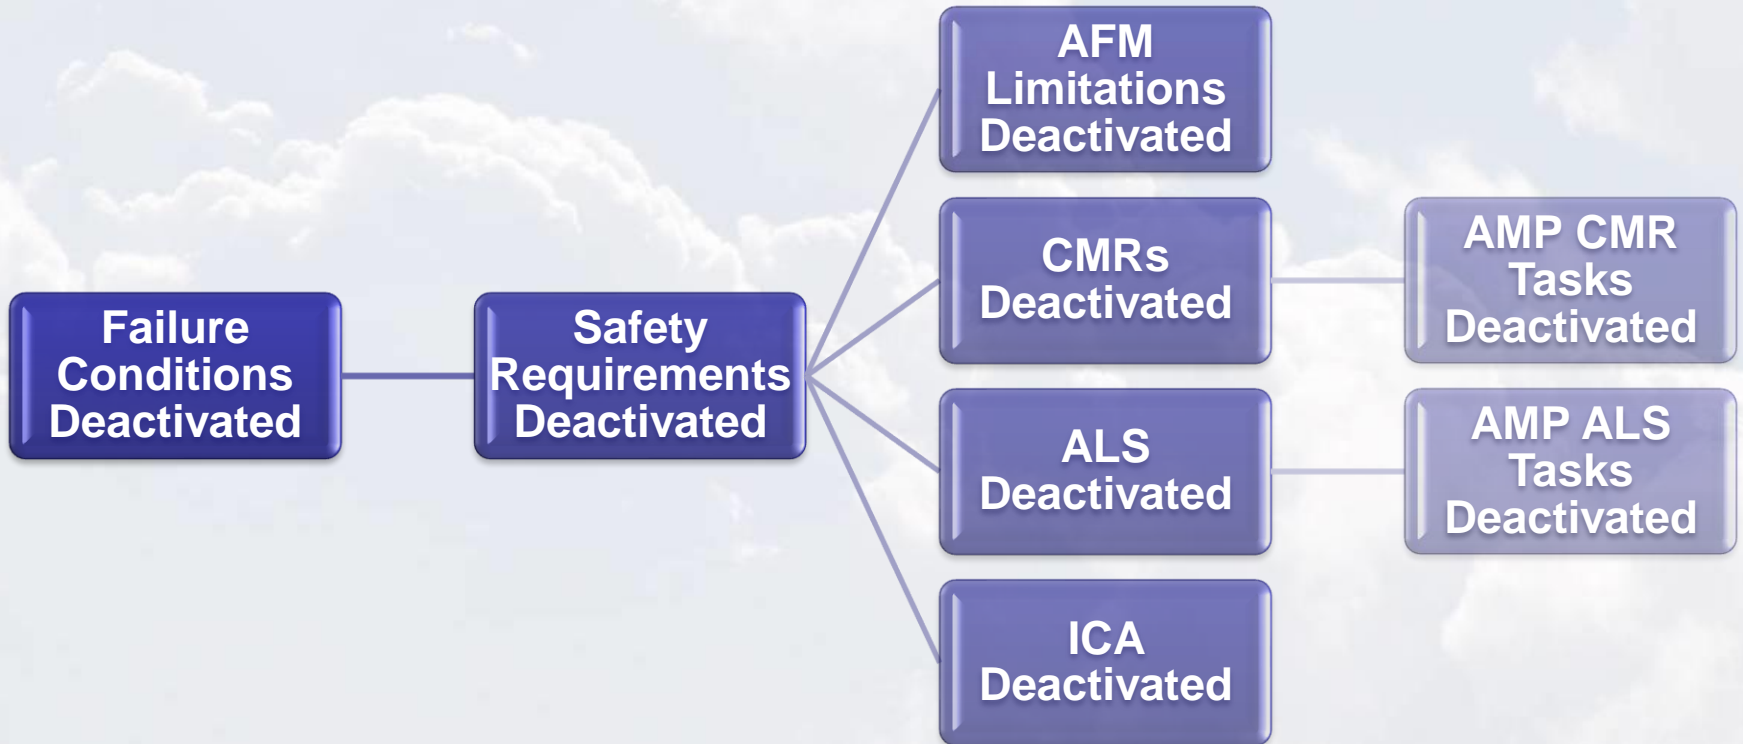 Failure
Conditions
Deactivated
Safety
Requirements
Deactivated
AFM
Limitations
Deactivated
CMRs
Deactivated
AMP CMR
Tasks
Deactivated
ALS
Deactivated
AMP ALS
Tasks
Deactivated
ICA
Deactivated